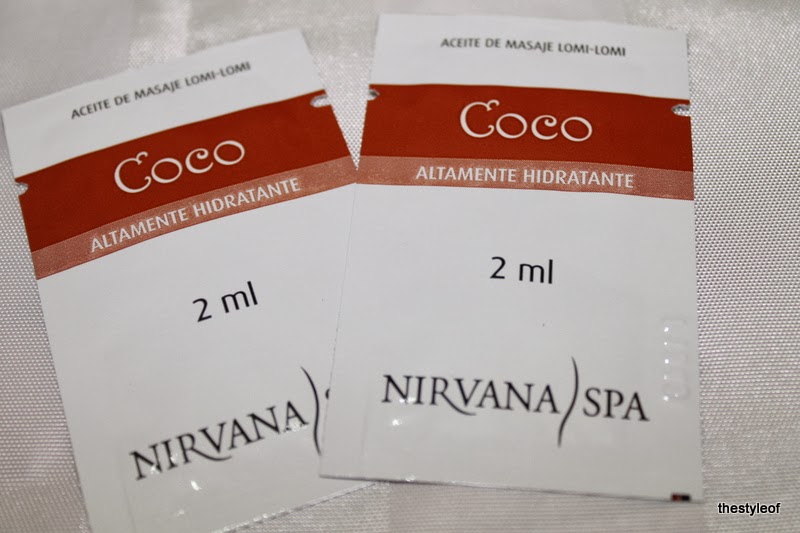 ACEITE DE MASAJE LOMI-LOMI
Coco
ALTAMENTE HIDRATANTE
2 ml
NIRVANA
ACEITE DE MASAJE LOMI-LOMI
Coco
ALTAMENTE HIDRATANTE
2 ml
NIRVANA SPA
thestyleof